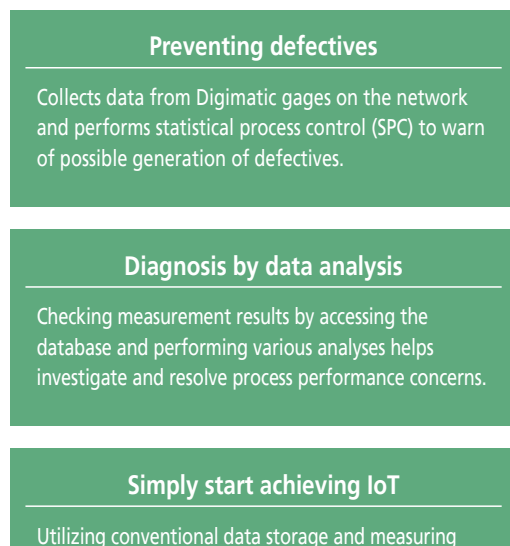 Preventing defectives
Collects data from Digimatic gages on the network
and performs statistical process control (SPC) to warn
of possible generation of defectives.
Diagnosis by data analysis
Checking measurement results by accessing the
database and performing various analyses helps
investigate and resolve process performance concerns.
Simply start achieving IoT
Utilizing conventional data storage and measuring